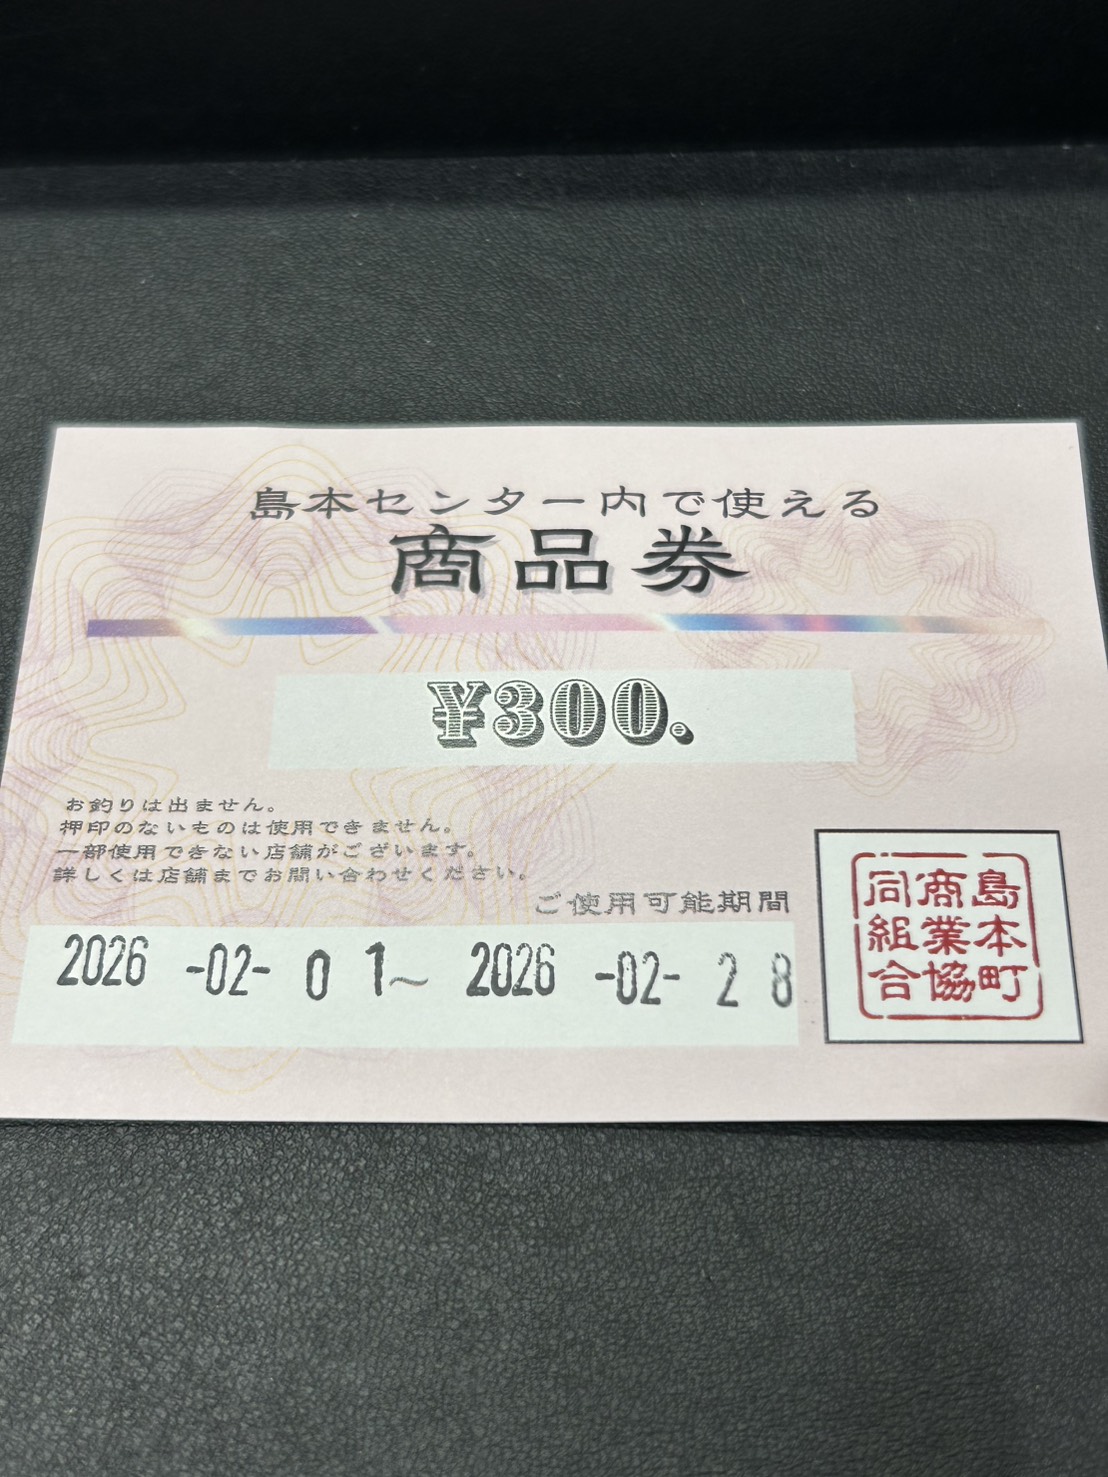 島本センター内で使える
商品券
¥300.
お釣りは出ません。
押印のないものは使用できません。
一部使用できない店舗がございます。
詳しくは店舗までお問い合わせください。
ご使用可能期間
2026 -02- 01〜 2026 -02- 28
島本町
商業協
同組合